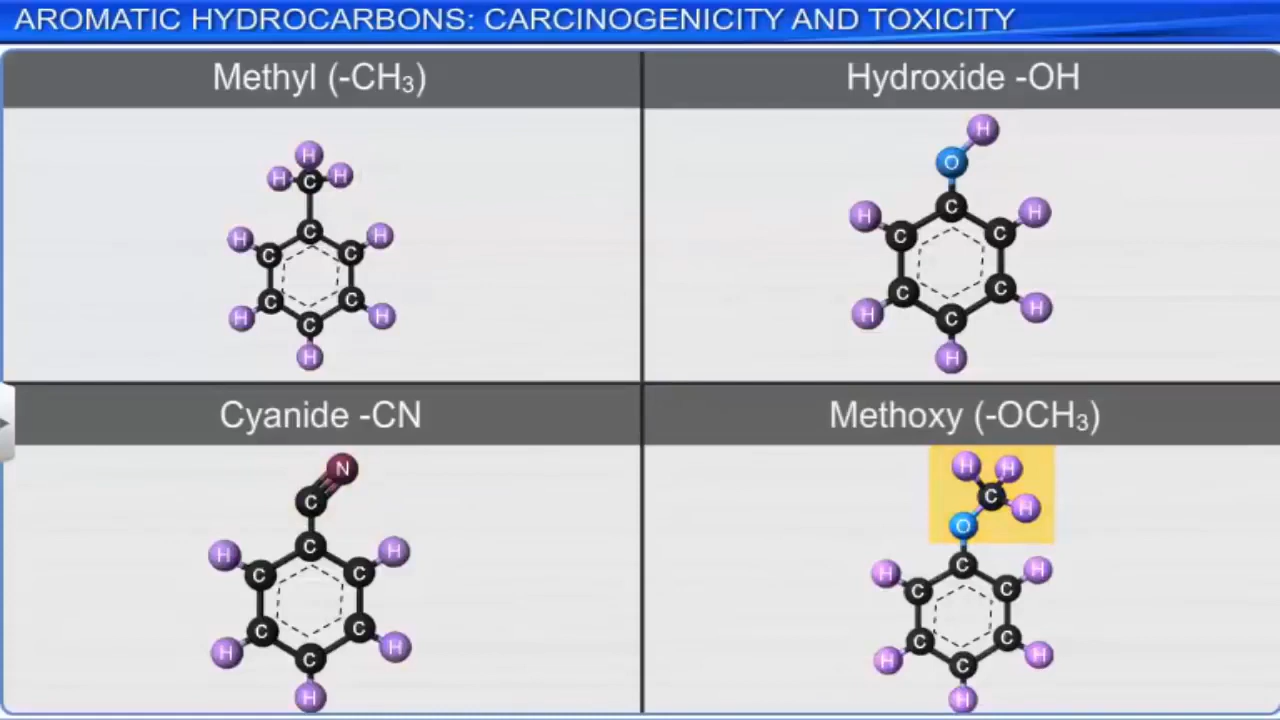 AROMATIC HYDROCARBONS: CARCINOGENICITY AND TOXICITY
Methyl (-CH₃)
Hydroxide -OH
H
H H
C
C
H H
C C
C C
H H
C
H
H
O
C
H H
C C
C C
H H
C
H
Cyanide -CN
Methoxy (-OCH₃)
N
C
C
H H
C C
C C
H H
C
H
H H
C H
O
C
H H
C C
C C
H H
C
H